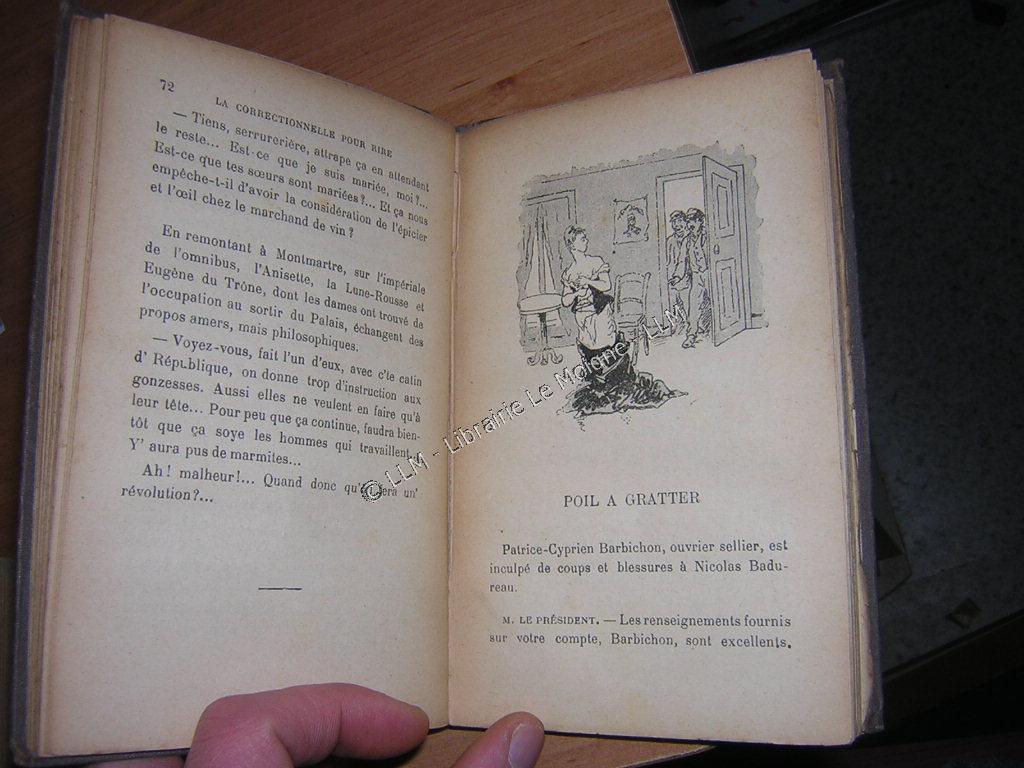 72
LA CORRECTIONNELLE POUR RIRE
— Tiens, serrurerière, attrape ça en attendant
le reste... Est-ce que je suis mariée, moi ?...
Est-ce que tes sœurs sont mariées ?... Et ça nous
empêche-t-il d'avoir la considération de l'épicier
et l'œil chez le marchand de vin ?
En remontant à Montmartre, sur l'impériale
de l'omnibus, l'Anisette, la Lune-Rousse et
Eugène du Trône, dont les dames ont trouvé de
l'occupation au sortir du Palais, échangent des
propos amers, mais philosophiques.
— Voyez-vous, fait l'un d'eux, avec c'te catin
d' République, on donne trop d'instruction aux
gonzesses. Aussi elles ne veulent en faire qu'à
leur tête... Pour peu que ça continue, faudra bien-
tôt que ça soye les hommes qui travaillent...
Y' aura pus de marmites...
Ah ! malheur !... Quand donc qu'y fera un'
révolution ?...
POIL A GRATTER
Patrice-Cyprien Barbichon, ouvrier sellier, est
inculpé de coups et blessures à Nicolas Badu-
reau.
M. LE PRÉSIDENT. — Les renseignements fournis
sur votre compte, Barbichon, sont excellents.
© LLM - Librairie Le Moigne - LLM